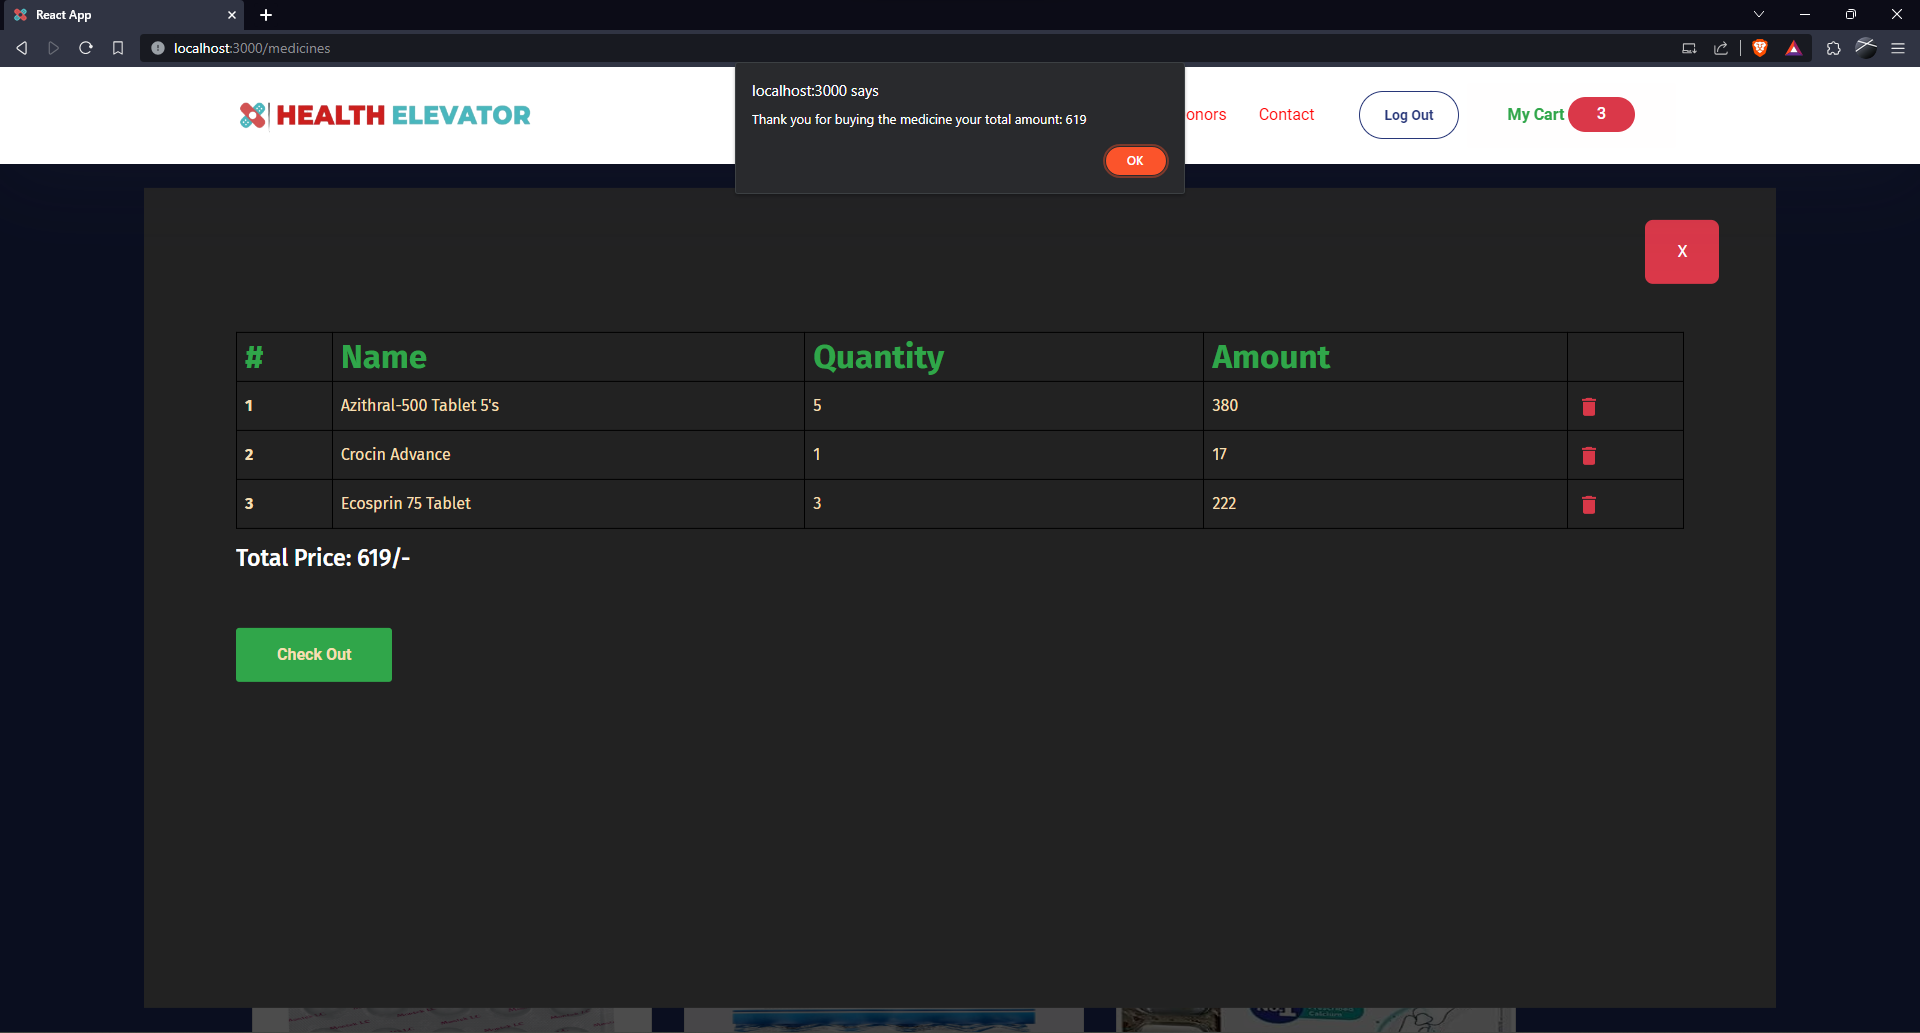 React App
localhost:3000/medicines
localhost:3000 says
Thank you for buying the medicine your total amount: 619
OK
HEALTH ELEVATOR
onors
Contact
Log Out
My Cart 3
X
# Name Quantity Amount
1 Azithral-500 Tablet 5's 5 380
2 Crocin Advance 1 17
3 Ecosprin 75 Tablet 3 222
Total Price: 619/-
Check Out
Calcium